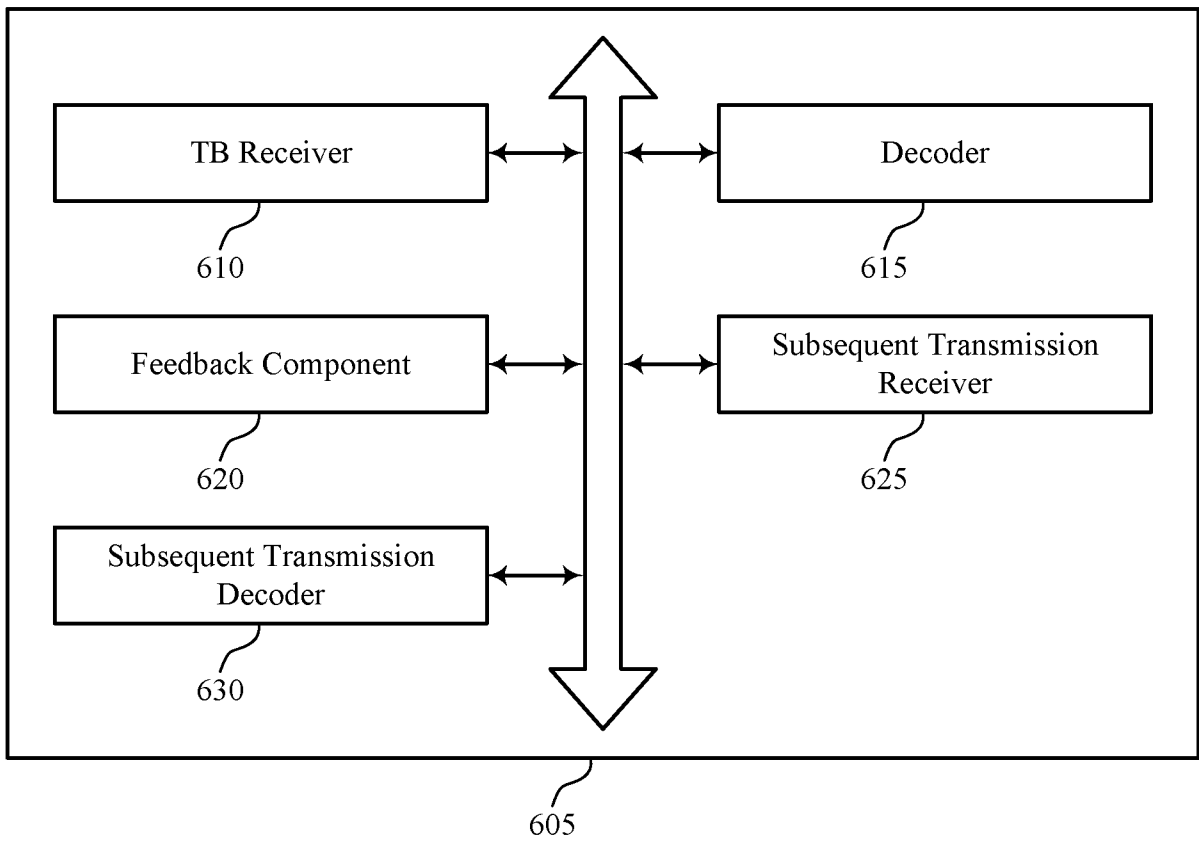 TB Receiver
610
Decoder
615
Feedback Component
620
Subsequent Transmission
Receiver
625
Subsequent Transmission
Decoder
630
605